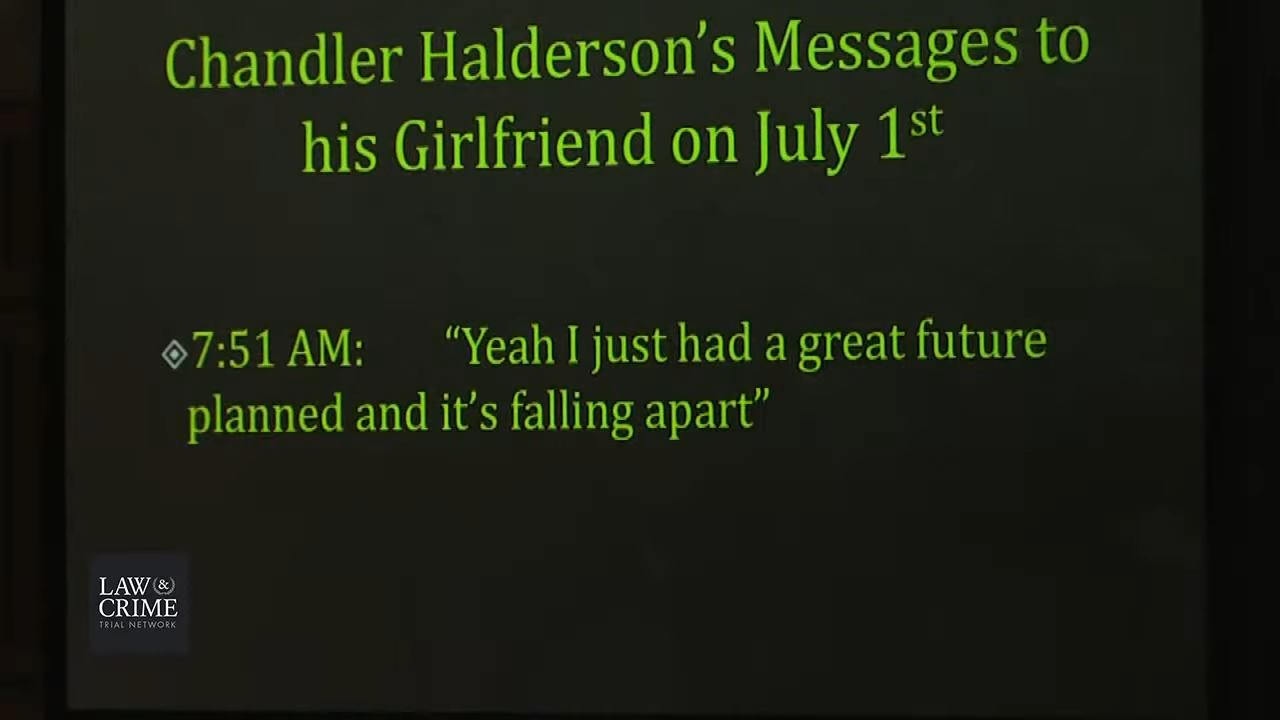 Chandler Halderson’s Messages to
his Girlfriend on July 1st
7:51 AM: “Yeah I just had a great future
planned and it’s falling apart”
LAW &
CRIME
TRIAL NETWORK